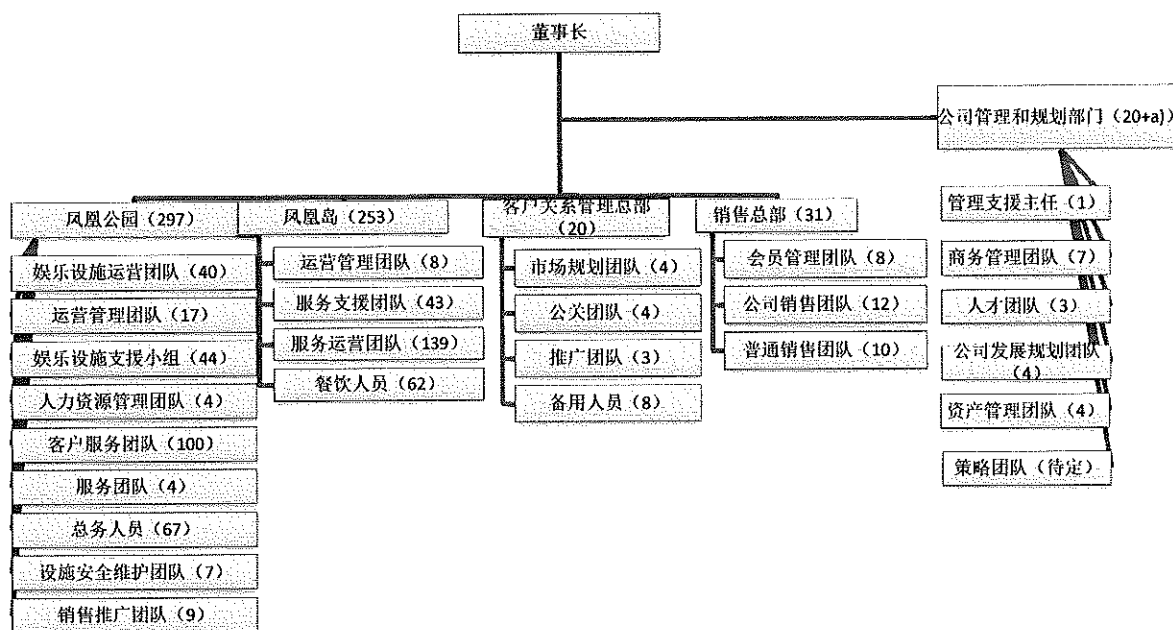 董事长
公司管理和规划部门（20+a)）
凤凰公园（297）
凤凰岛（253）
客户关系管理总部
（20）
销售总部（31）
娱乐设施运营团队（40）
运营管理团队（17）
娱乐设施支援小组（44）
人力资源管理团队（4）
客户服务团队（100）
服务团队（4）
总务人员（67）
设施安全维护团队（7）
销售推广团队（9）
运营管理团队（8）
服务支援团队（43）
服务运营团队（139）
餐饮人员（62）
市场规划团队（4）
公关团队（4）
推广团队（3）
备用人员（8）
会员管理团队（8）
公司销售团队（12）
普通销售团队（10）
管理支援主任（1）
商务管理团队（7）
人才团队（3）
公司发展规划团队
（4）
资产管理团队（4）
策略团队（待定）